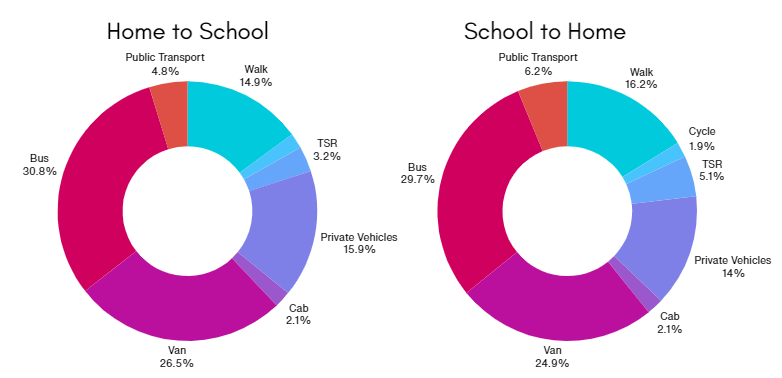 Home to School
Public Transport
4.8%
Walk
14.9%
TSR
3.2%
Private Vehicles
15.9%
Cab
2.1%
Van
26.5%
Bus
30.8%
School to Home
Public Transport
6.2%
Walk
16.2%
Cycle
1.9%
TSR
5.1%
Private Vehicles
14%
Cab
2.1%
Van
24.9%
Bus
29.7%